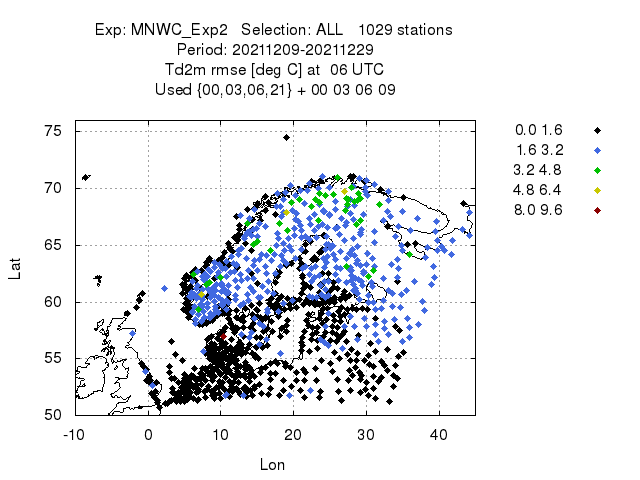 Exp: MNWC_Exp2 Selection: ALL 1029 stations
Period: 20211209-20211229
Td2m rmse [deg C] at 06 UTC
Used {00,03,06,21} + 00 03 06 09
0.0 1.6
1.6 3.2
3.2 4.8
4.8 6.4
8.0 9.6
75
70
65
60
55
50
Lat
-10 0 10 20 30 40
Lon